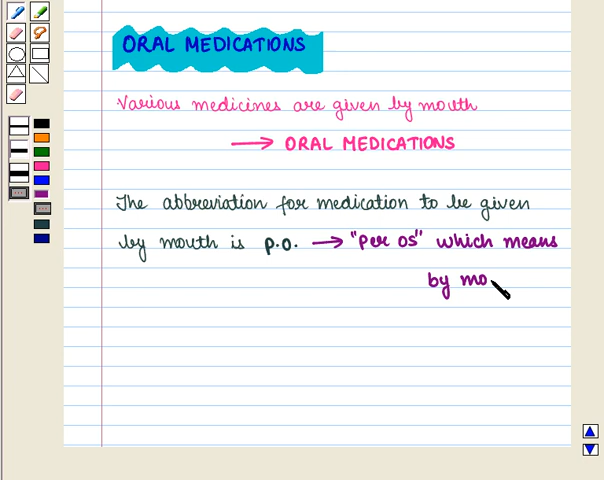 ORAL MEDICATIONS
Various medicines are given by mouth
→ ORAL MEDICATIONS
The abbreviation for medication to be given
by mouth is p.o. → "Per os" which means
by mo